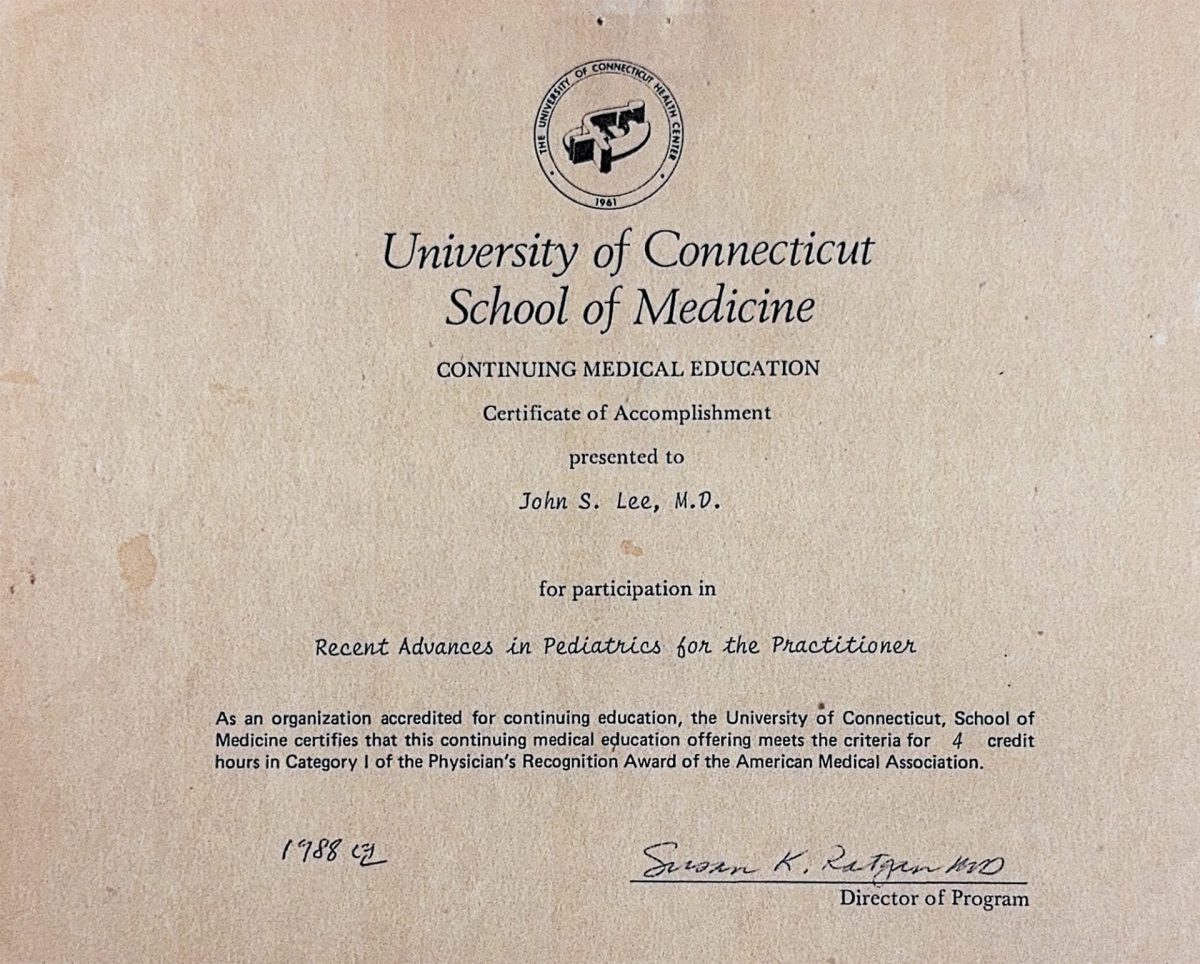 THE UNIVERSITY OF CONNECTICUT HEALTH CENTER
1961
University of Connecticut
School of Medicine
CONTINUING MEDICAL EDUCATION
Certificate of Accomplishment
presented to
John S. Lee, M.D.
for participation in
Recent Advances in Pediatrics for the Practitioner
As an organization accredited for continuing education, the University of Connecticut, School of
Medicine certifies that this continuing medical education offering meets the criteria for 4 credit
hours in Category I of the Physician's Recognition Award of the American Medical Association.
1988 년
Susan K. Ratzan MD
Director of Program